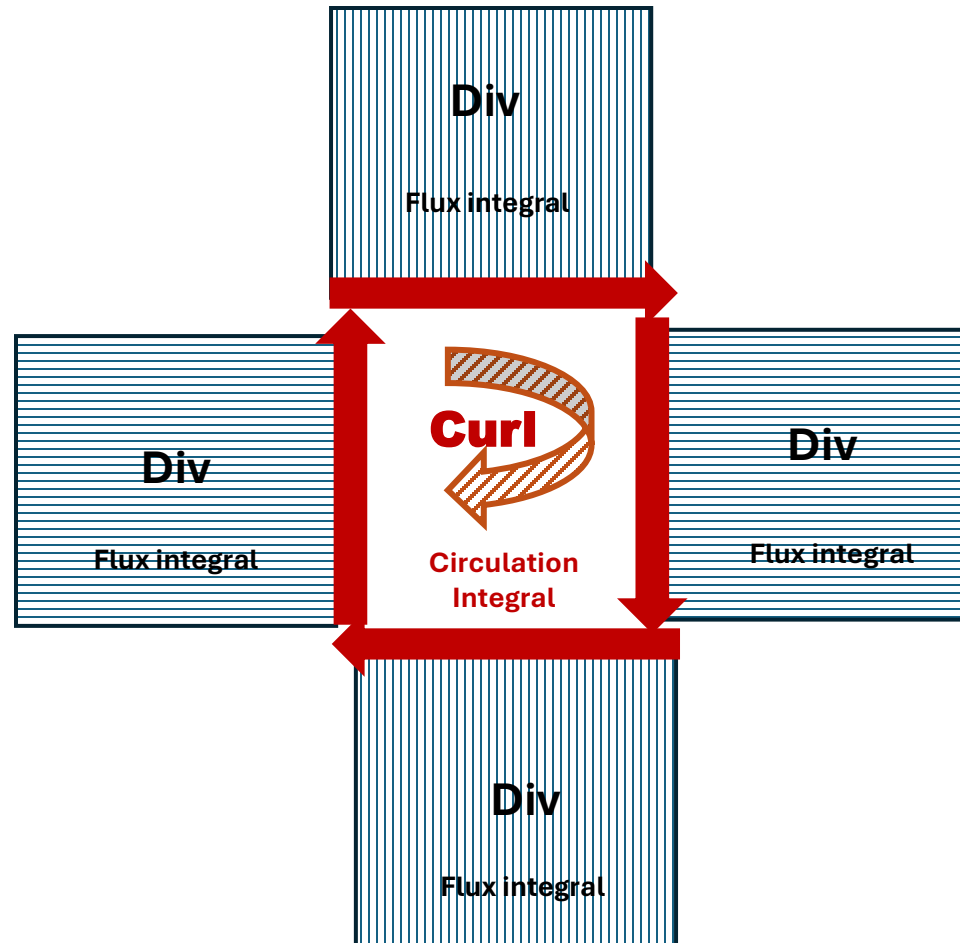 Div
Flux integral
Div
Flux integral
Curl
Circulation
Integral
Div
Flux integral
Div
Flux integral